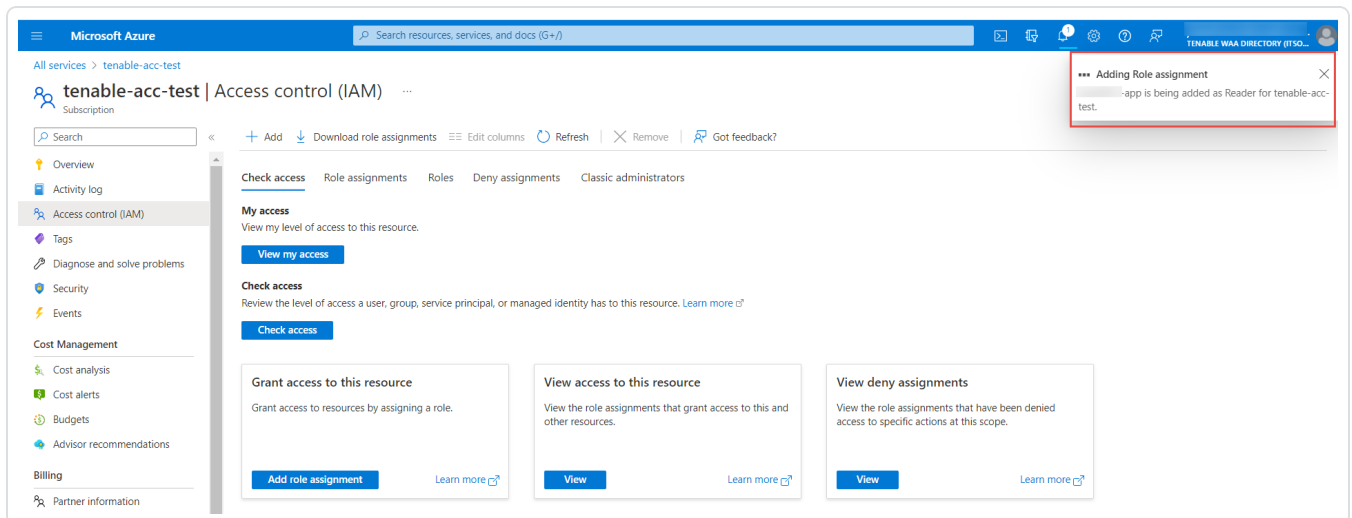 Microsoft Azure
Search resources, services, and docs (G+/)
1
TENABLE WAA DIRECTORY (ITSO...
All services > tenable-acc-test
tenable-acc-test | Access control (IAM) ...
Subscription
Adding Role assignment
-app is being added as Reader for tenable-acc-
test.
Search
«
Add
Download role assignments
Edit columns
Refresh
Remove
Got feedback?
Overview
Activity log
Access control (IAM)
Tags
Diagnose and solve problems
Security
Events
Cost Management
Cost analysis
Cost alerts
Budgets
Advisor recommendations
Billing
Partner information
Check access
Role assignments
Roles
Deny assignments
Classic administrators
My access
View my level of access to this resource.
View my access
Check access
Review the level of access a user, group, service principal, or managed identity has to this resource. Learn more
Check access
Grant access to this resource
Grant access to resources by assigning a role.
Add role assignment
Learn more
View access to this resource
View the role assignments that grant access to this and
other resources.
View
Learn more
View deny assignments
View the role assignments that have been denied
access to specific actions at this scope.
View
Learn more